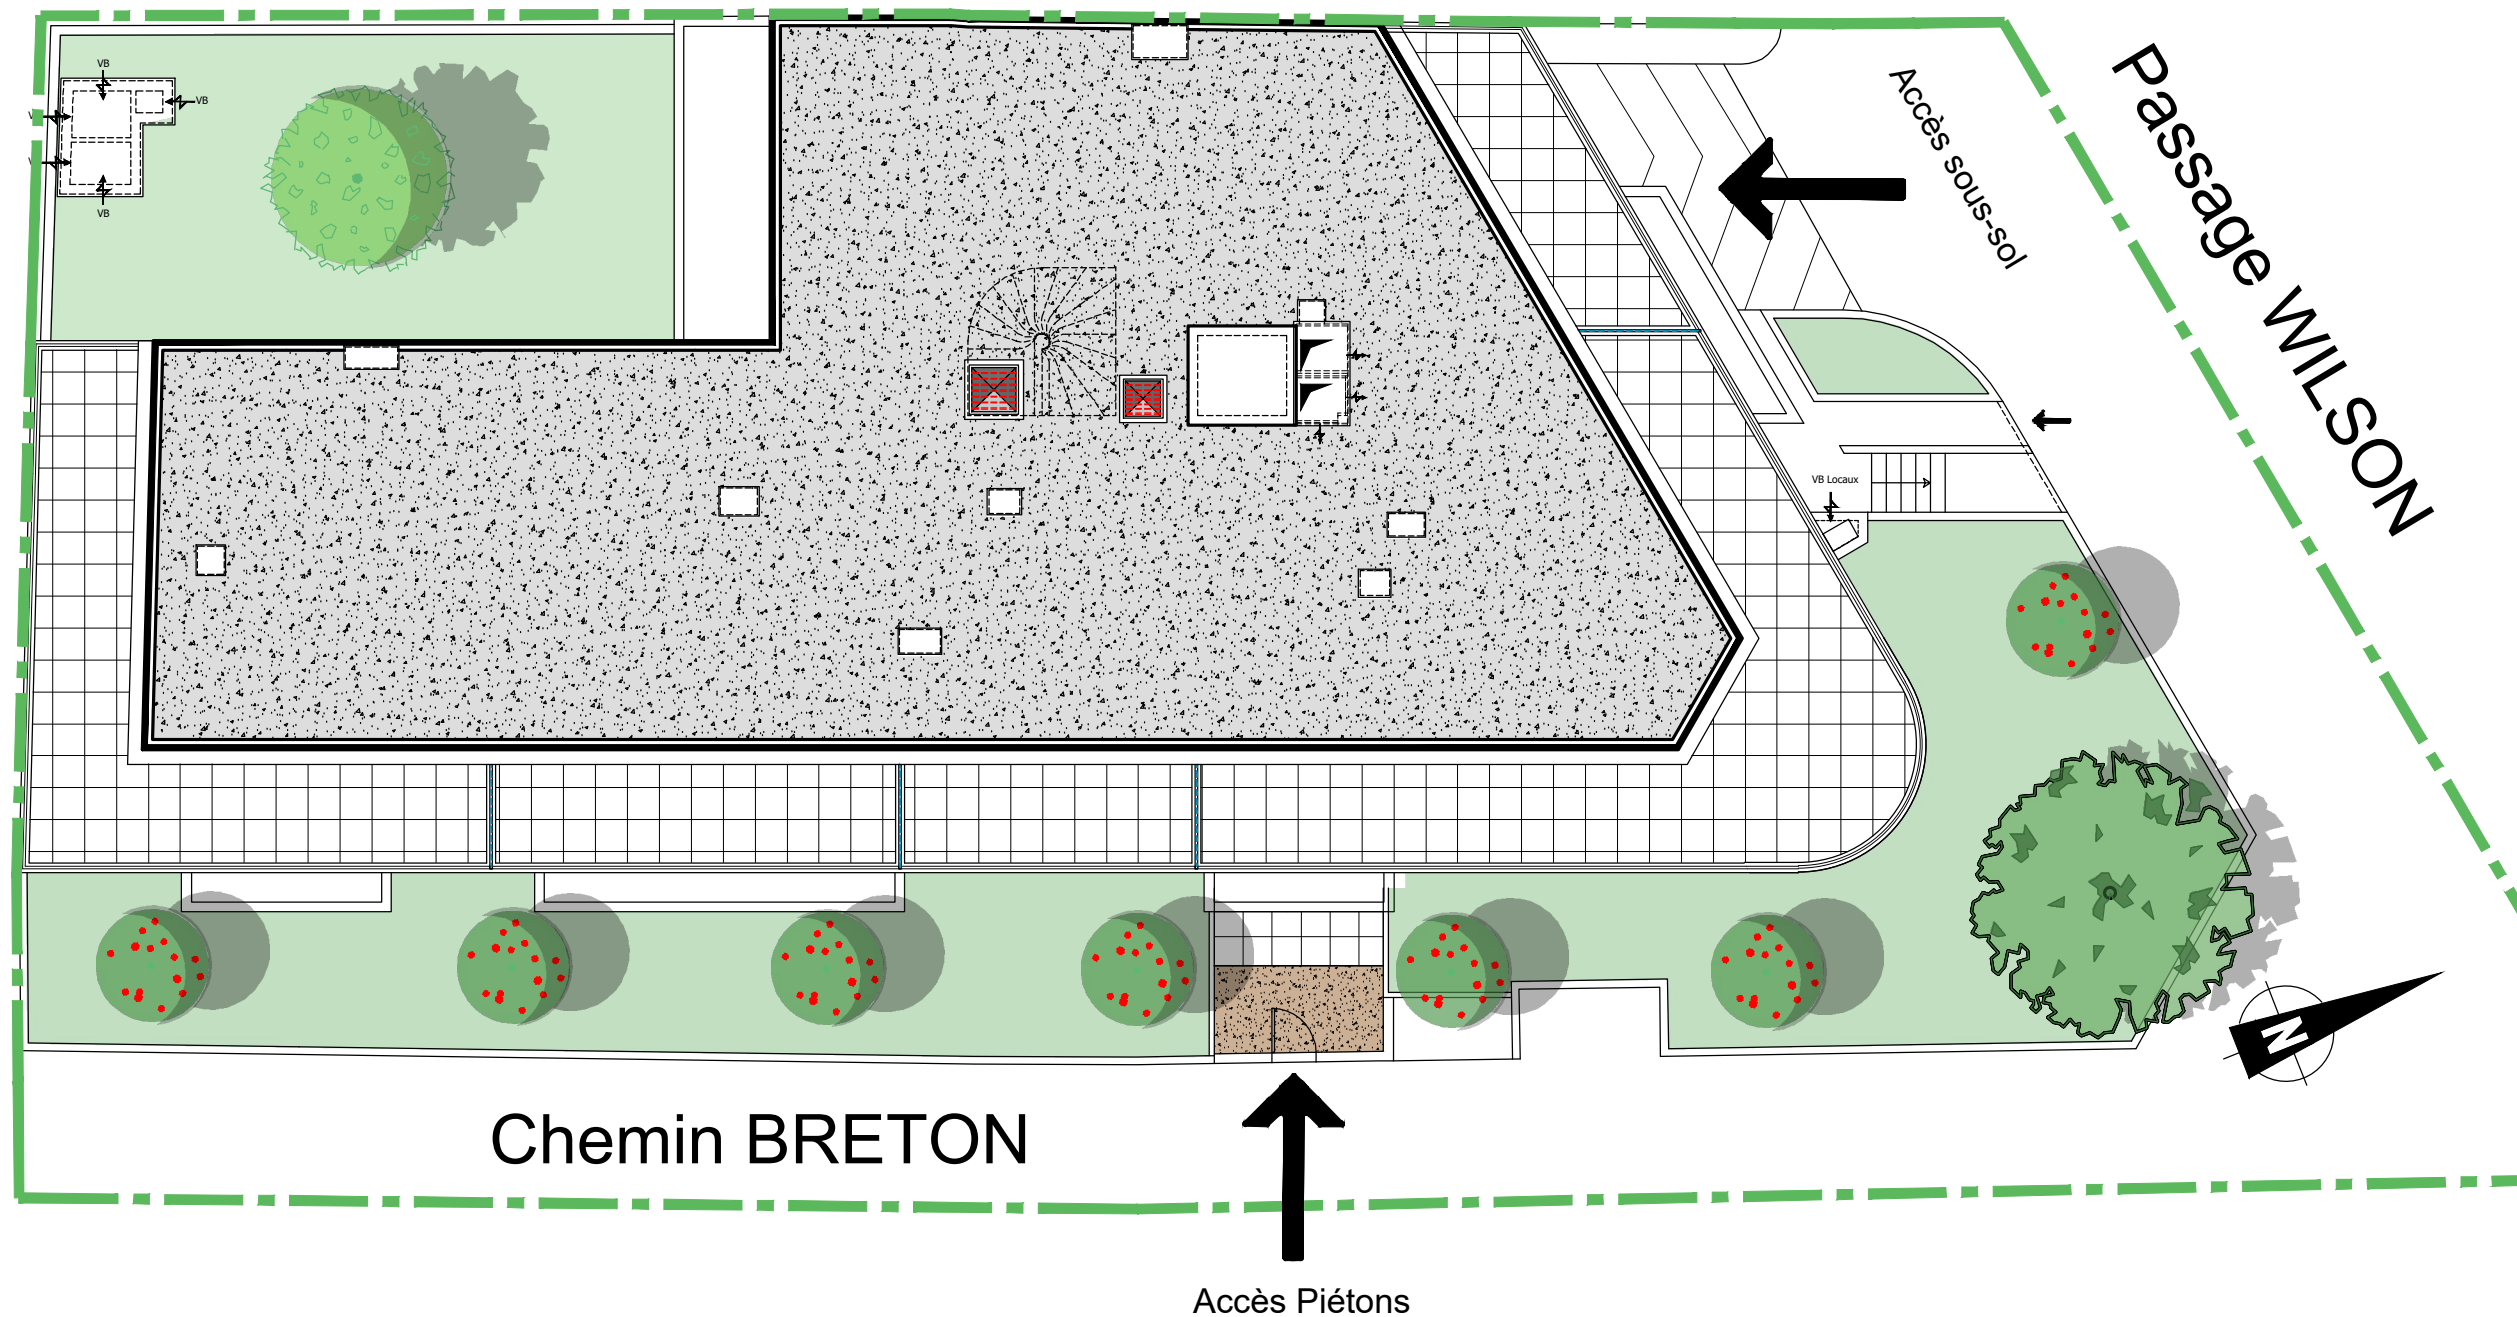 VB
VB
VB
Accès sous-sol
Passage WILSON
VB Locaux
N
Chemin BRETON
Accès Piétons